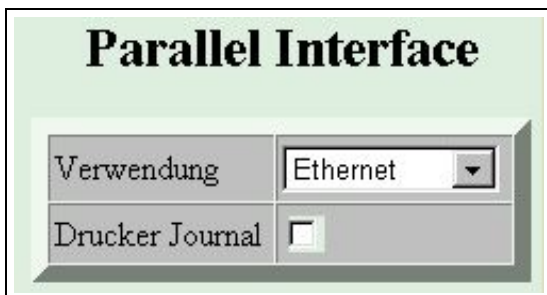 Parallel Interface
Verwendung Ethernet
Drucker Journal